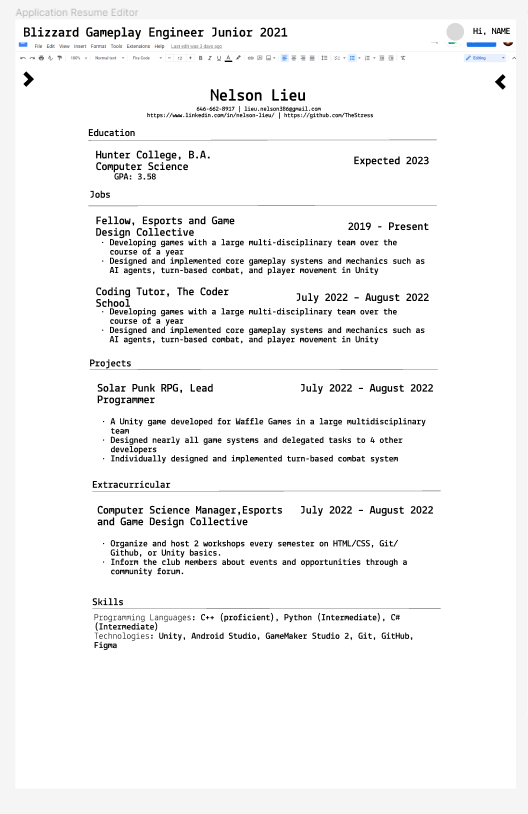 Application Resume Editor
Blizzard Gameplay Engineer Junior 2021
Hi, NAME
File Edit View Insert Format Tools Extensions Help Last edit was 3 days ago
100% Normal text Fira Code 12 B I U A Editing
Nelson Lieu
646-662-8917 | lieu.nelson386@gmail.com
https://www.linkedin.com/in/nelson-lieu/ | https://github.com/TheStress
Education
Hunter College, B.A.
Computer Science
Expected 2023
GPA: 3.58
Jobs
Fellow, Esports and Game
Design Collective
2019 - Present
· Developing games with a large multi-disciplinary team over the
course of a year
· Designed and implemented core gameplay systems and mechanics such as
AI agents, turn-based combat, and player movement in Unity
Coding Tutor, The Coder
School
July 2022 – August 2022
· Developing games with a large multi-disciplinary team over the
course of a year
· Designed and implemented core gameplay systems and mechanics such as
AI agents, turn-based combat, and player movement in Unity
Projects
Solar Punk RPG, Lead
Programmer
July 2022 – August 2022
· A Unity game developed for Waffle Games in a large multidisciplinary
team
· Designed nearly all game systems and delegated tasks to 4 other
developers
· Individually designed and implemented turn-based combat system
Extracurricular
Computer Science Manager,Esports
and Game Design Collective
July 2022 – August 2022
· Organize and host 2 workshops every semester on HTML/CSS, Git/
Github, or Unity basics.
· Inform the club members about events and opportunities through a
community forum.
Skills
Programming Languages: C++ (proficient), Python (Intermediate), C#
(Intermediate)
Technologies: Unity, Android Studio, GameMaker Studio 2, Git, GitHub,
Figma